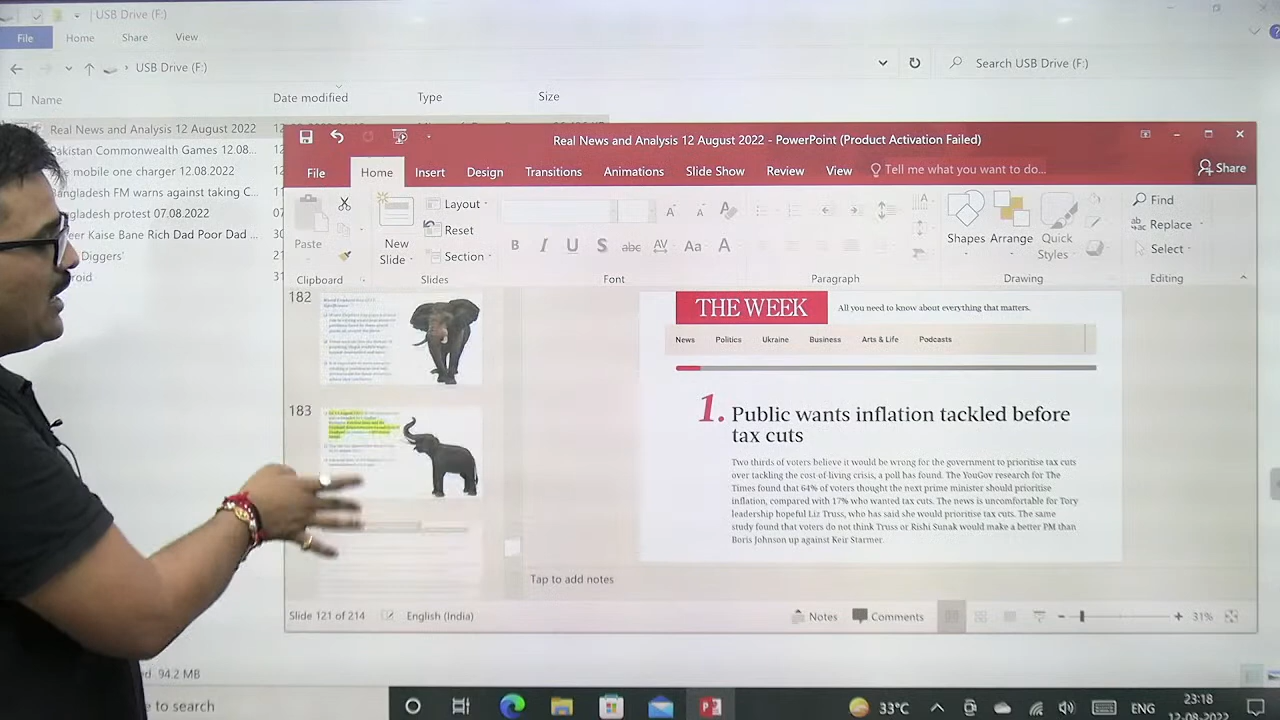 USB Drive (F:)
File Home Share View
USB Drive (F:)
Search USB Drive (F:)
Name Date modified Type Size
Real News and Analysis 12 August 2022
Pakistan Commonwealth Games 12.08...
mobile one charger 12.08.2022
Bangladesh FM warns against taking C...
desh protest 07.08.2022
Kaise Bane Rich Dad Poor Dad ...
Diggers'
Real News and Analysis 12 August 2022 - PowerPoint (Product Activation Failed)
File Home Insert Design Transitions Animations Slide Show Review View Tell me what you want to do... Share
Paste
New Slide
Layout
Reset
Section
B I U S abc AV Aa A
Shapes Arrange Quick Styles
Find
Replace
Select
Clipboard Slides Font Paragraph Drawing Editing
182
183
THE WEEK All you need to know about everything that matters.
News Politics Ukraine Business Arts & Life Podcasts
1. Public wants inflation tackled before
tax cuts
Two thirds of voters believe it would be wrong for the government to prioritise tax cuts
over tackling the cost of living crisis, a poll has found. The YouGov research for The
Times found that 64% of voters thought the next prime minister should prioritise
inflation, compared with 17% who wanted tax cuts. The news is uncomfortable for Tory
leadership hopeful Liz Truss, who has said she would prioritise tax cuts. The same
study found that voters do not think Truss or Rishi Sunak would make a better PM than
Boris Johnson up against Keir Starmer.
Tap to add notes
Slide 121 of 214 English (India) Notes Comments 31%
94.2 MB
to search
33°C ENG 23:18
12-08-2022